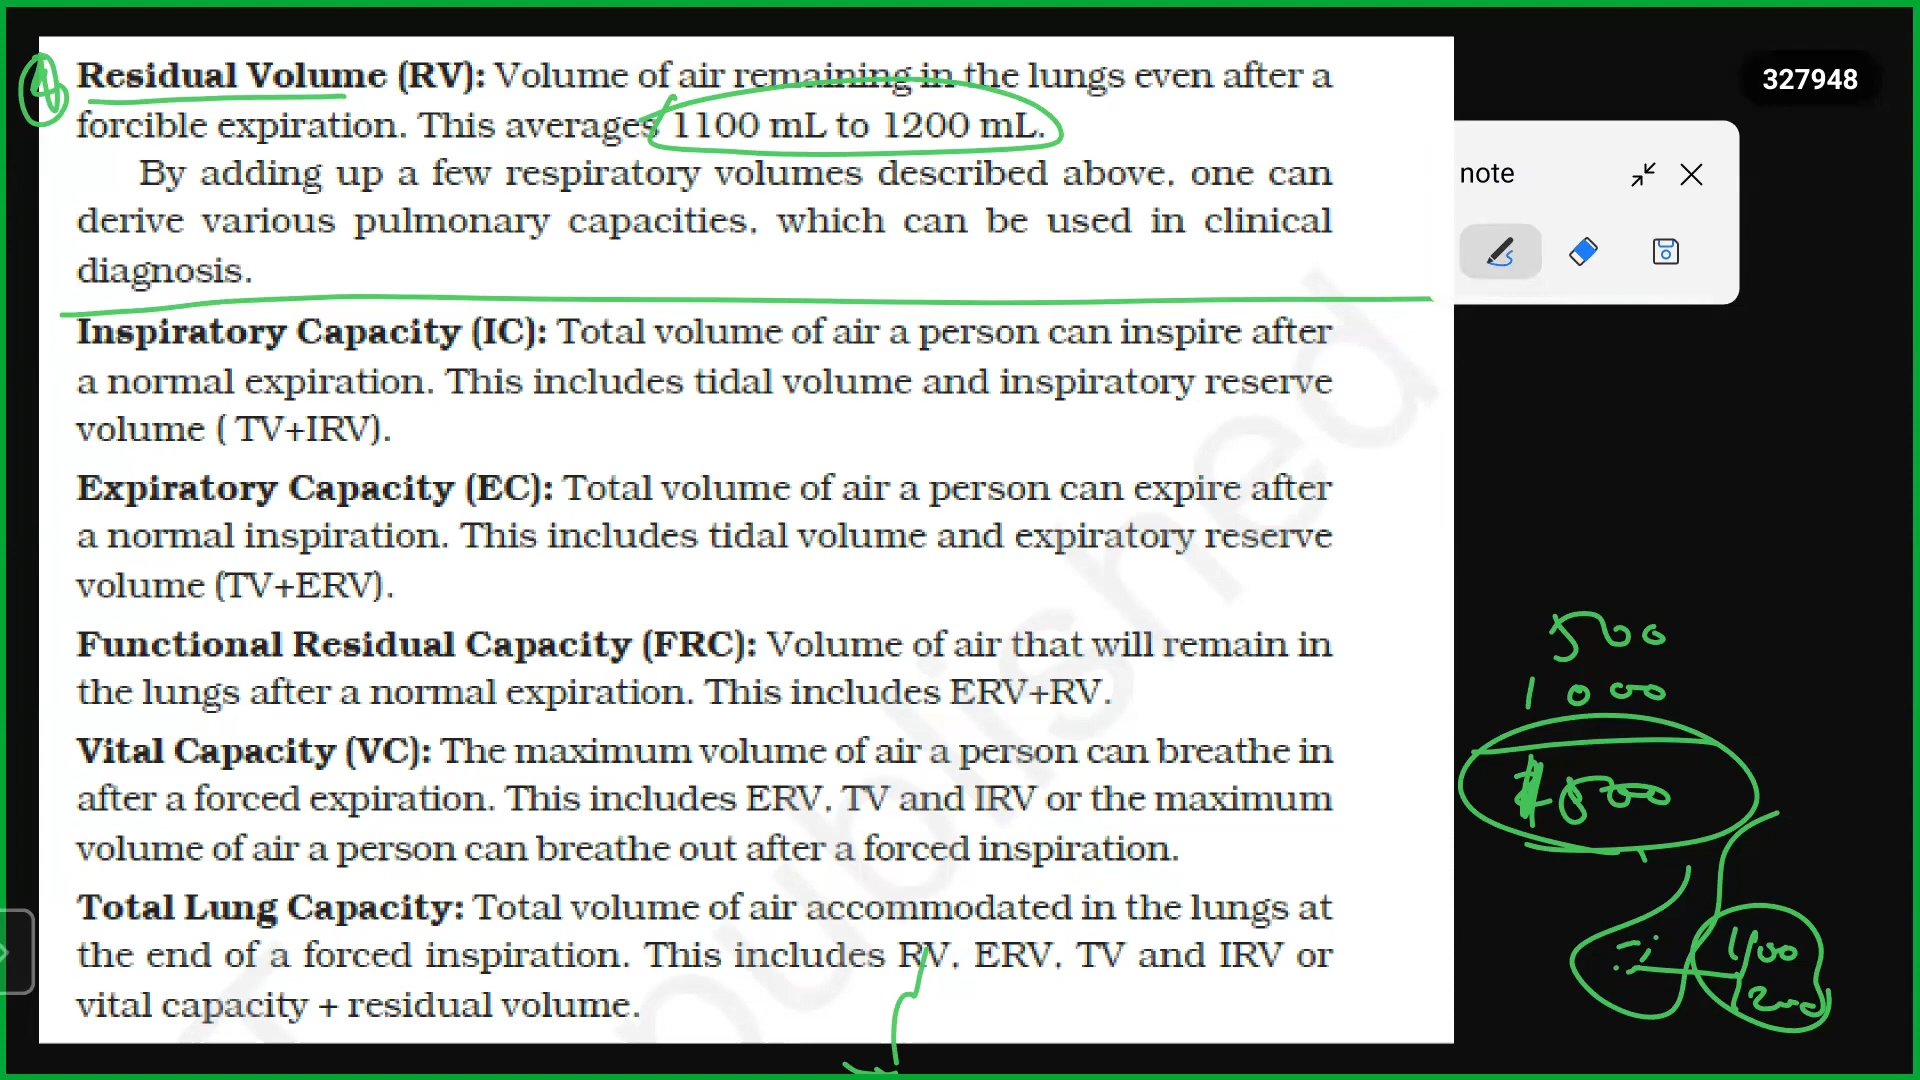 4 Residual Volume (RV): Volume of air remaining in the lungs even after a
forcible expiration. This averages 1100 mL to 1200 mL.
By adding up a few respiratory volumes described above, one can
derive various pulmonary capacities, which can be used in clinical
diagnosis.
Inspiratory Capacity (IC): Total volume of air a person can inspire after
a normal expiration. This includes tidal volume and inspiratory reserve
volume ( TV+IRV).
Expiratory Capacity (EC): Total volume of air a person can expire after
a normal inspiration. This includes tidal volume and expiratory reserve
volume (TV+ERV).
Functional Residual Capacity (FRC): Volume of air that will remain in
the lungs after a normal expiration. This includes ERV+RV.
Vital Capacity (VC): The maximum volume of air a person can breathe in
after a forced expiration. This includes ERV, TV and IRV or the maximum
volume of air a person can breathe out after a forced inspiration.
Total Lung Capacity: Total volume of air accommodated in the lungs at
the end of a forced inspiration. This includes RV, ERV, TV and IRV or
vital capacity + residual volume.
published
327948
note
500
1000
1500
1100
1200